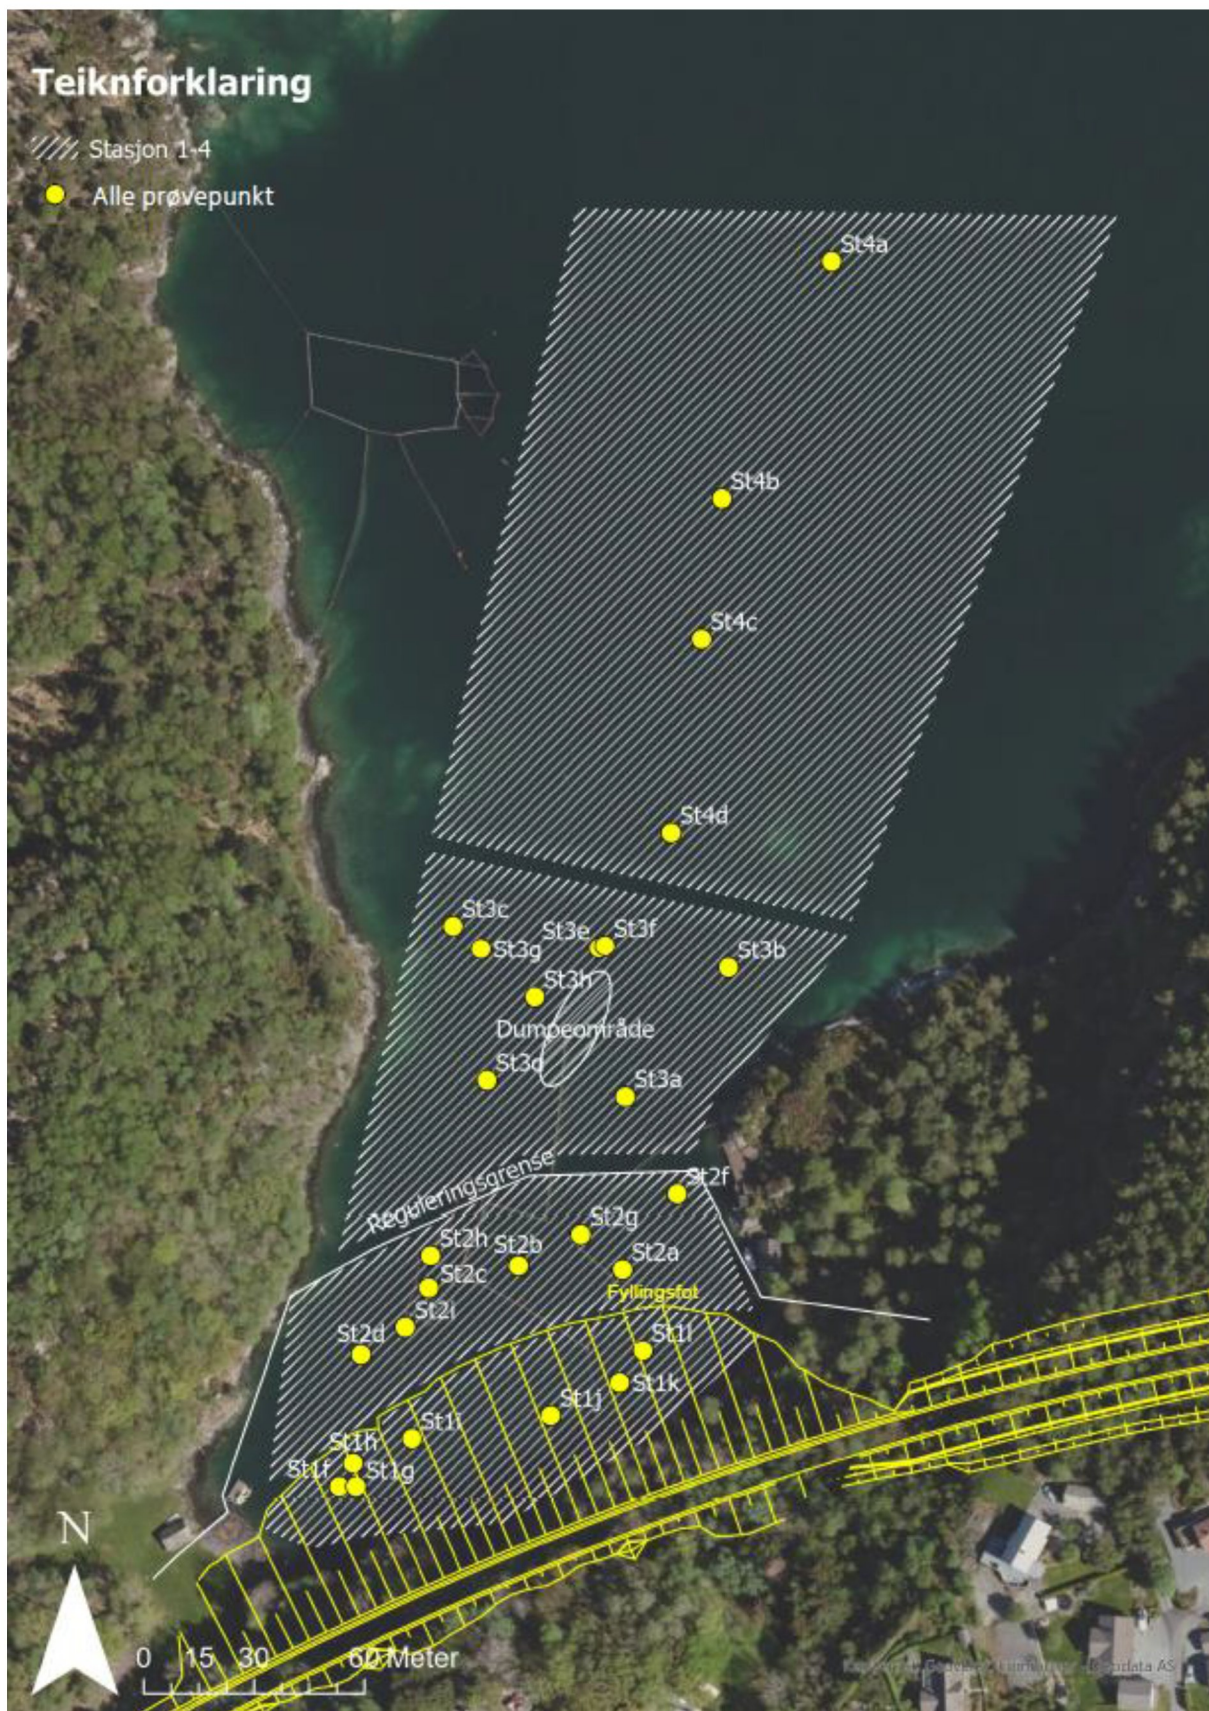 Teiknforklaring
Stasjon 1-4
Alle prøvepunkt
St4a
St4b
St4c
St4d
St3c
St3e
St3f
St3g
St3b
St3h
Dumpeområde
St3d
St3a
Reguleringsgrense
St2f
St2g
St2h
St2b
St2a
St2c
Fyllingsfot
St2i
St2d
St1l
St1k
St1j
St1i
St1h
St1f
St1g
N
0 15 30 60 Meter